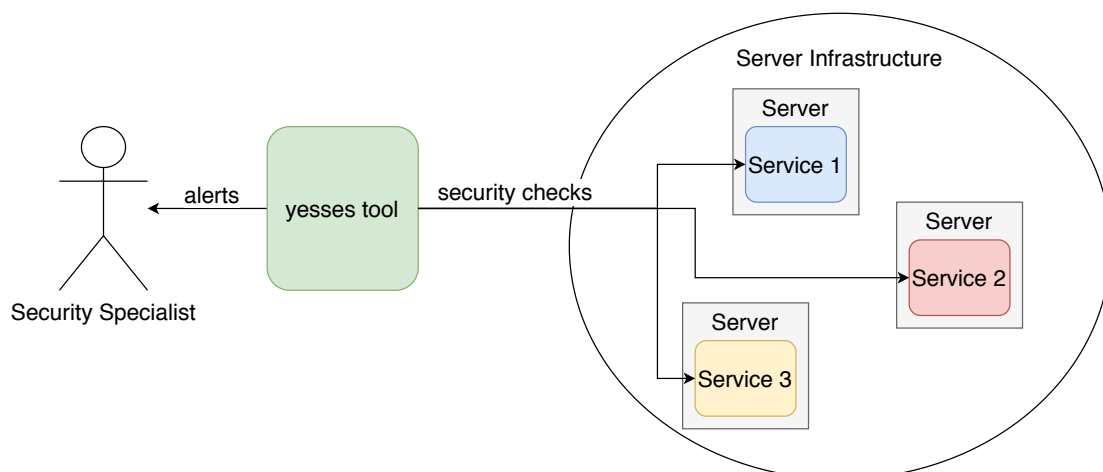 Server Infrastructure
Server
Service 1
security checks
alerts
yesses tool
Server
Service 2
Security Specialist
Server
Service 3